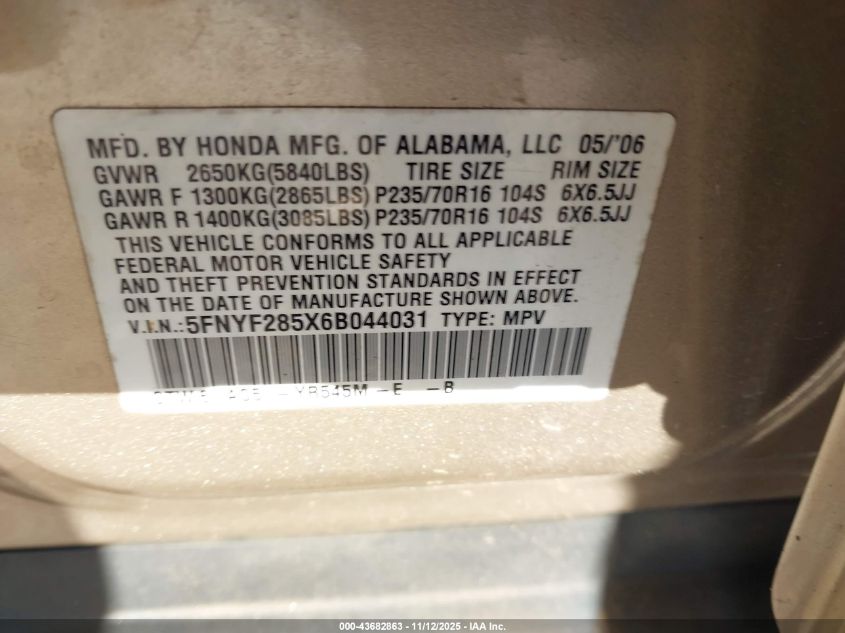 MFD. BY HONDA MFG. OF ALABAMA, LLC 05/'06
GVWR 2650KG(5840LBS) TIRE SIZE RIM SIZE
GAWR F 1300KG(2865LBS) P235/70R16 104S 6X6.5JJ
GAWR R 1400KG(3085LBS) P235/70R16 104S 6X6.5JJ
THIS VEHICLE CONFORMS TO ALL APPLICABLE
FEDERAL MOTOR VEHICLE SAFETY
AND THEFT PREVENTION STANDARDS IN EFFECT
ON THE DATE OF MANUFACTURE SHOWN ABOVE.
V.I.N.:5FNYF285X6B044031 TYPE: MPV
YR545M -E -B
000-43682863 - 11/12/2025 - IAA Inc.